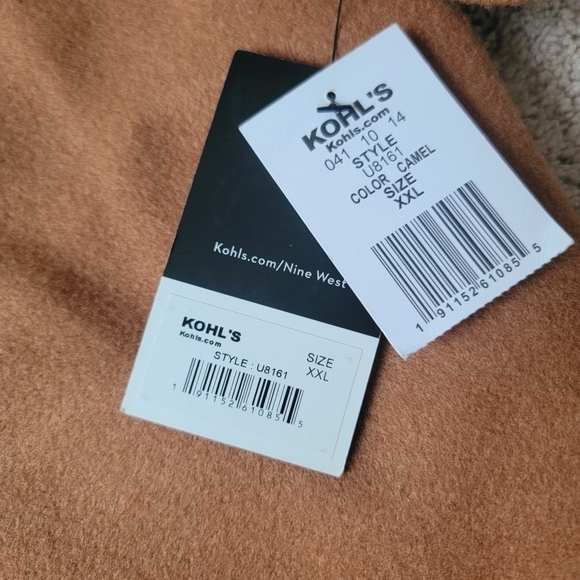 KOHL'S
Kohls.com
041 10 14
STYLE
U8161
COLOR CAMEL
SIZE
XXL
1 91152 61085 5
Kohls.com/Nine West
KOHL'S
Kohls.com
STYLE : U8161
SIZE
XXL
1 91152 61085 5